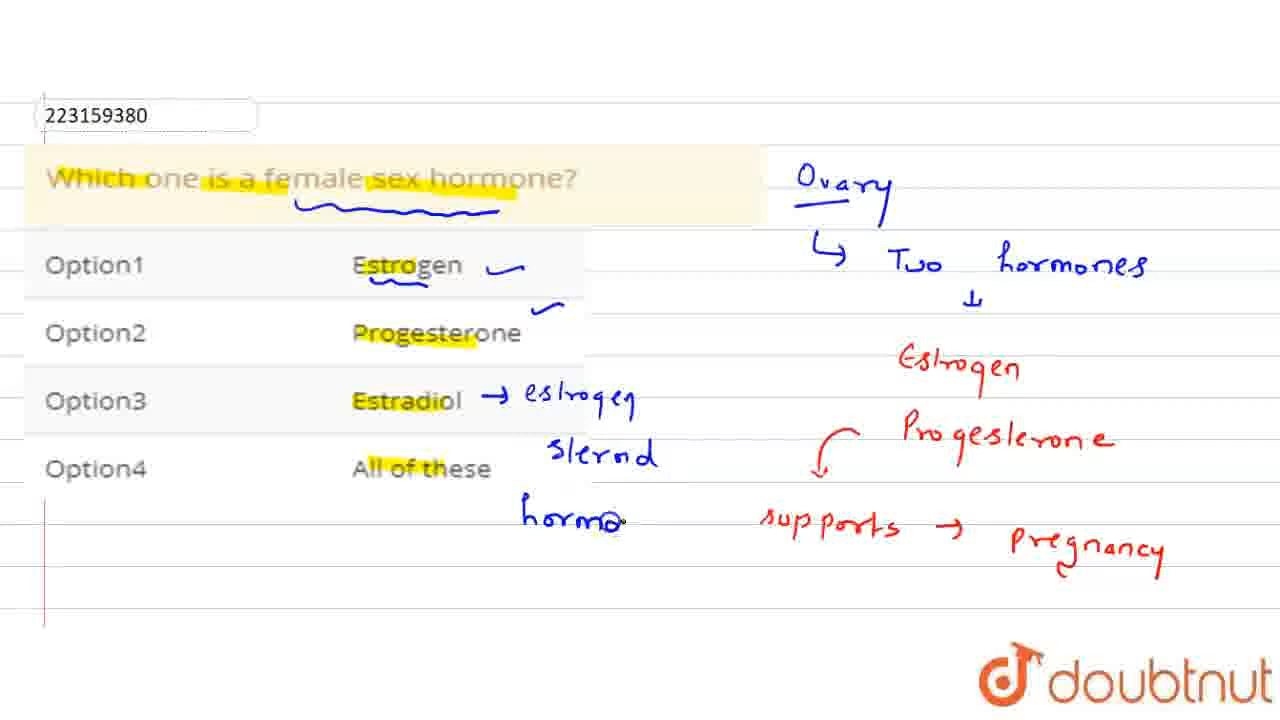 223159380
Which one is a female sex hormone?
Option1 Estrogen
Option2 Progesterone
Option3 Estradiol → estrogen
steroid
Option4 All of these
hormo
Ovary
↳ Two hormones
↓
Estrogen
Progesterone
supports → pregnancy
doubtnut